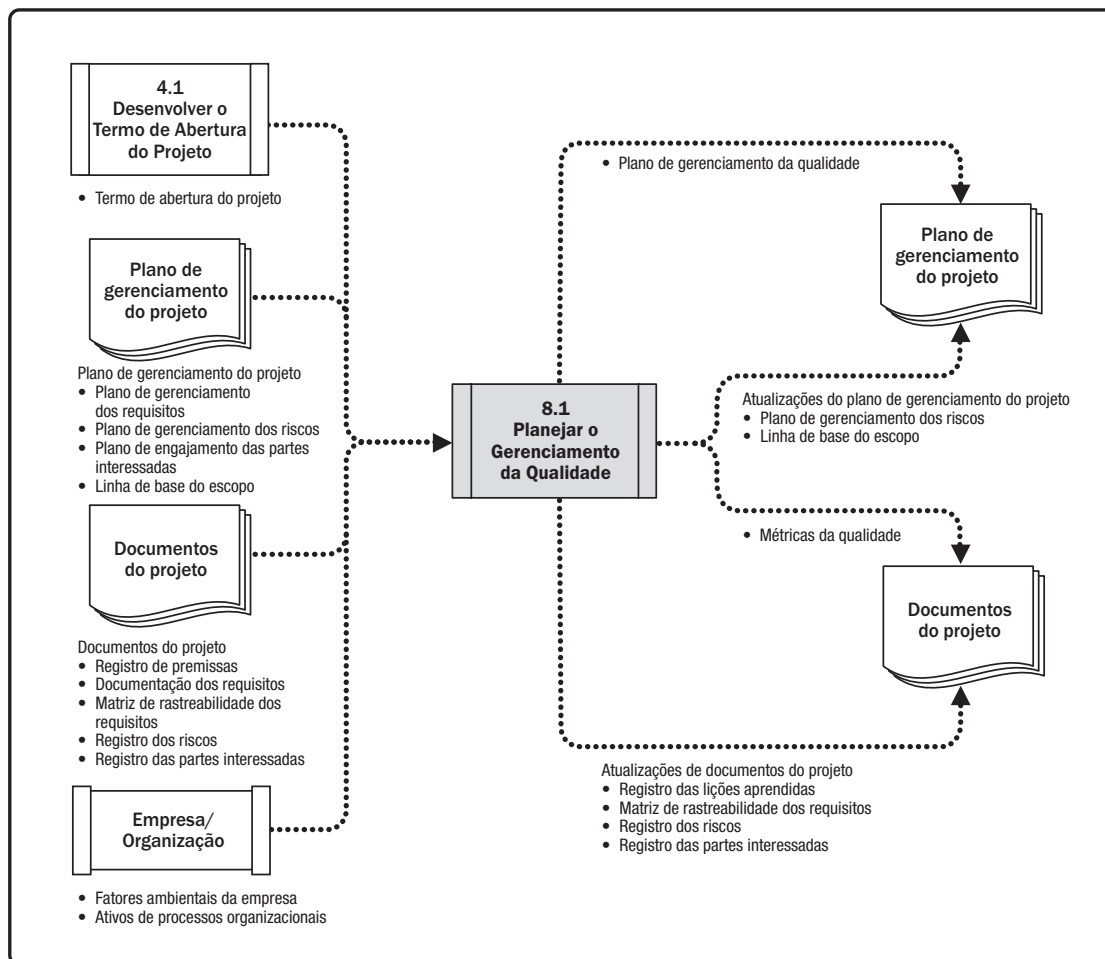 4.1
Desenvolver o
Termo de Abertura
do Projeto
• Termo de abertura do projeto
Plano de
gerenciamento
do projeto
Plano de gerenciamento do projeto
• Plano de gerenciamento
dos requisitos
• Plano de gerenciamento dos riscos
• Plano de engajamento das partes
interessadas
• Linha de base do escopo
Documentos
do projeto
Documentos do projeto
• Registro de premissas
• Documentação dos requisitos
• Matriz de rastreabilidade dos
requisitos
• Registro dos riscos
• Registro das partes interessadas
Empresa/
Organização
• Fatores ambientais da empresa
• Ativos de processos organizacionais
8.1
Planejar o
Gerenciamento
da Qualidade
• Plano de gerenciamento da qualidade
Plano de
gerenciamento
do projeto
Atualizações do plano de gerenciamento do projeto
• Plano de gerenciamento dos riscos
• Linha de base do escopo
• Métricas da qualidade
Documentos
do projeto
Atualizações de documentos do projeto
• Registro das lições aprendidas
• Matriz de rastreabilidade dos requisitos
• Registro dos riscos
• Registro das partes interessadas